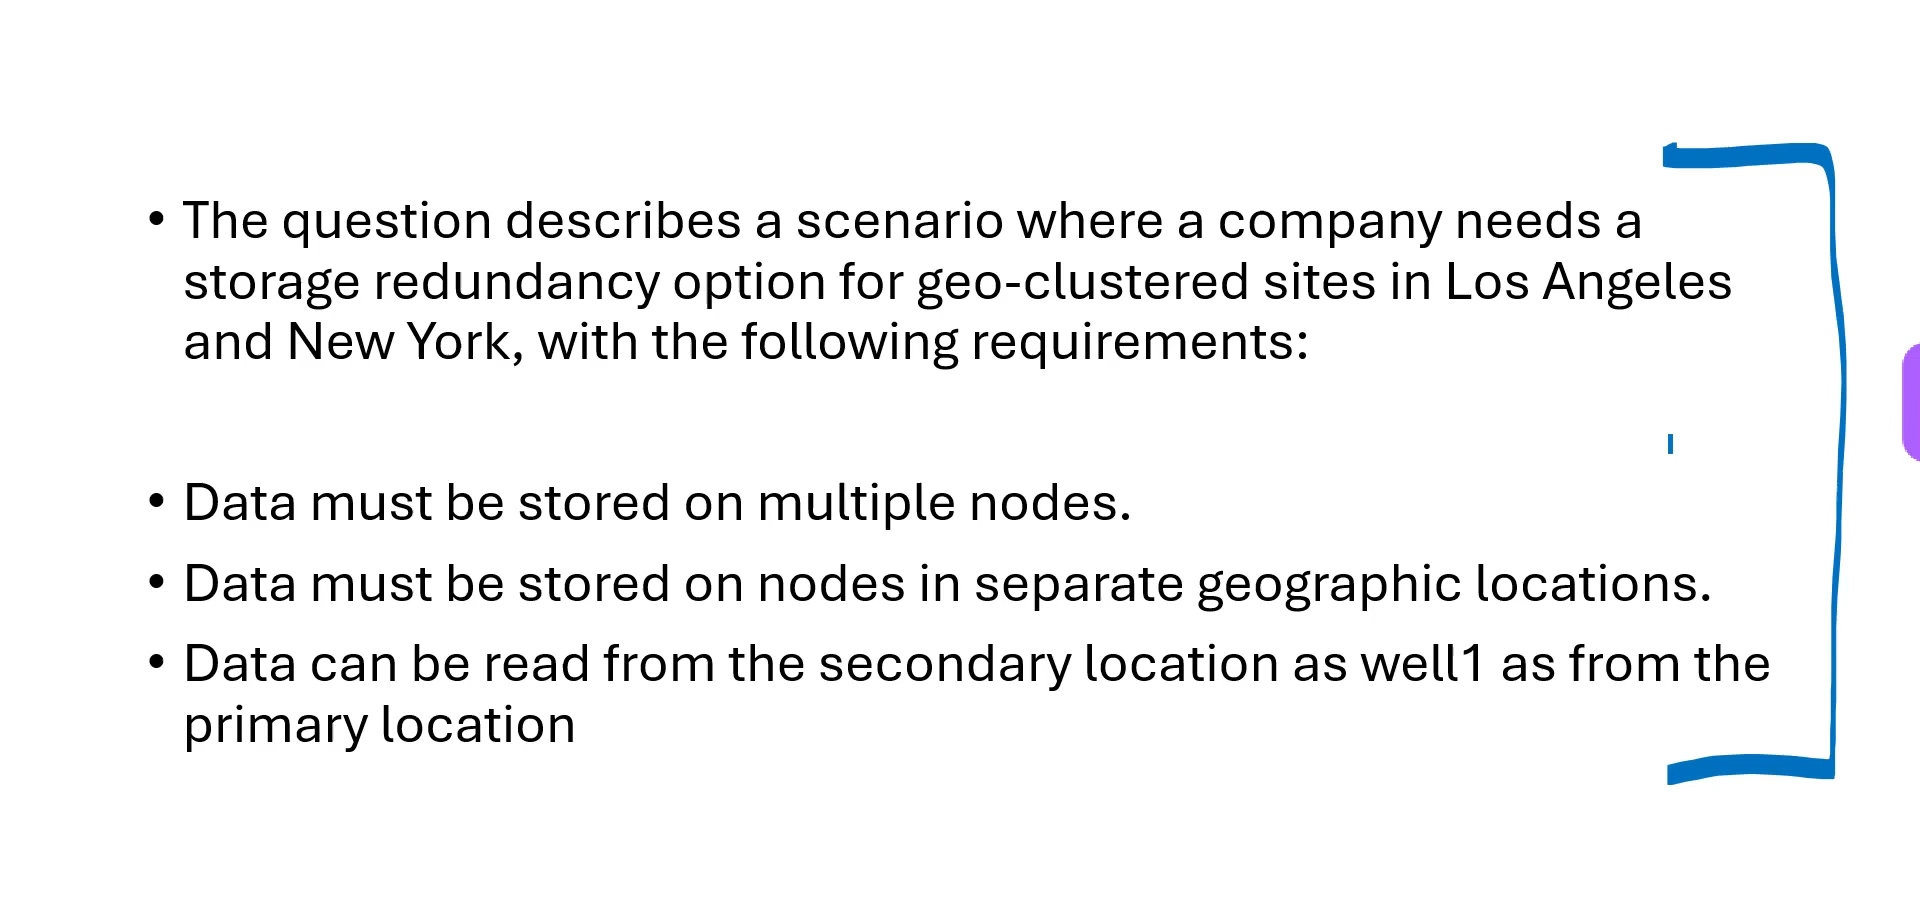 • The question describes a scenario where a company needs a
storage redundancy option for geo-clustered sites in Los Angeles
and New York, with the following requirements:
• Data must be stored on multiple nodes.
• Data must be stored on nodes in separate geographic locations.
• Data can be read from the secondary location as well1 as from the
primary location